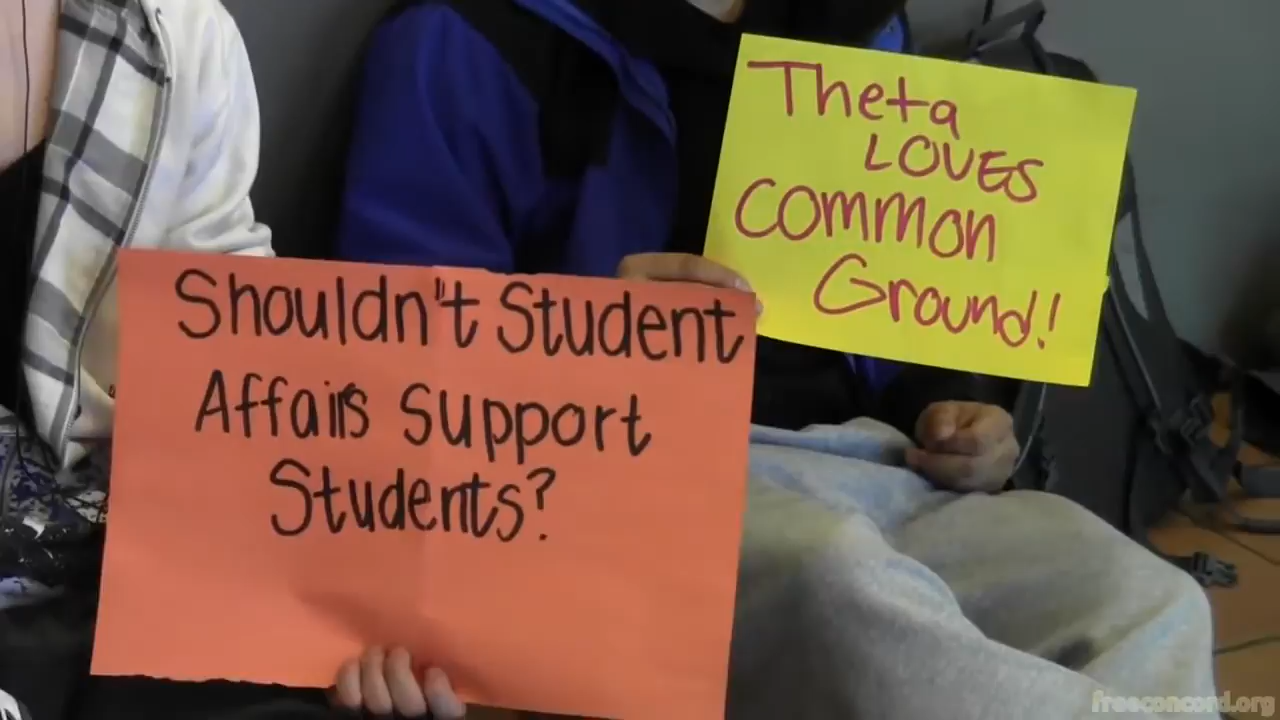 Theta
LOVES
Common
Ground!
Shouldn't Student
Affairs Support
Students?
freeconcord.org